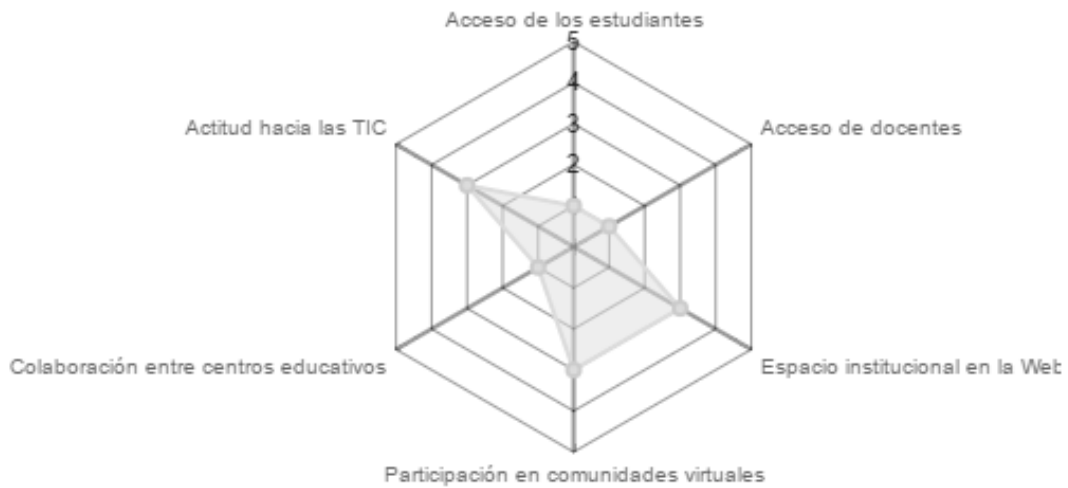 Acceso de los estudiantes
5
4
Actitud hacia las TIC
Acceso de docentes
3
2
Colaboración entre centros educativos
Espacio institucional en la Web
Participación en comunidades virtuales